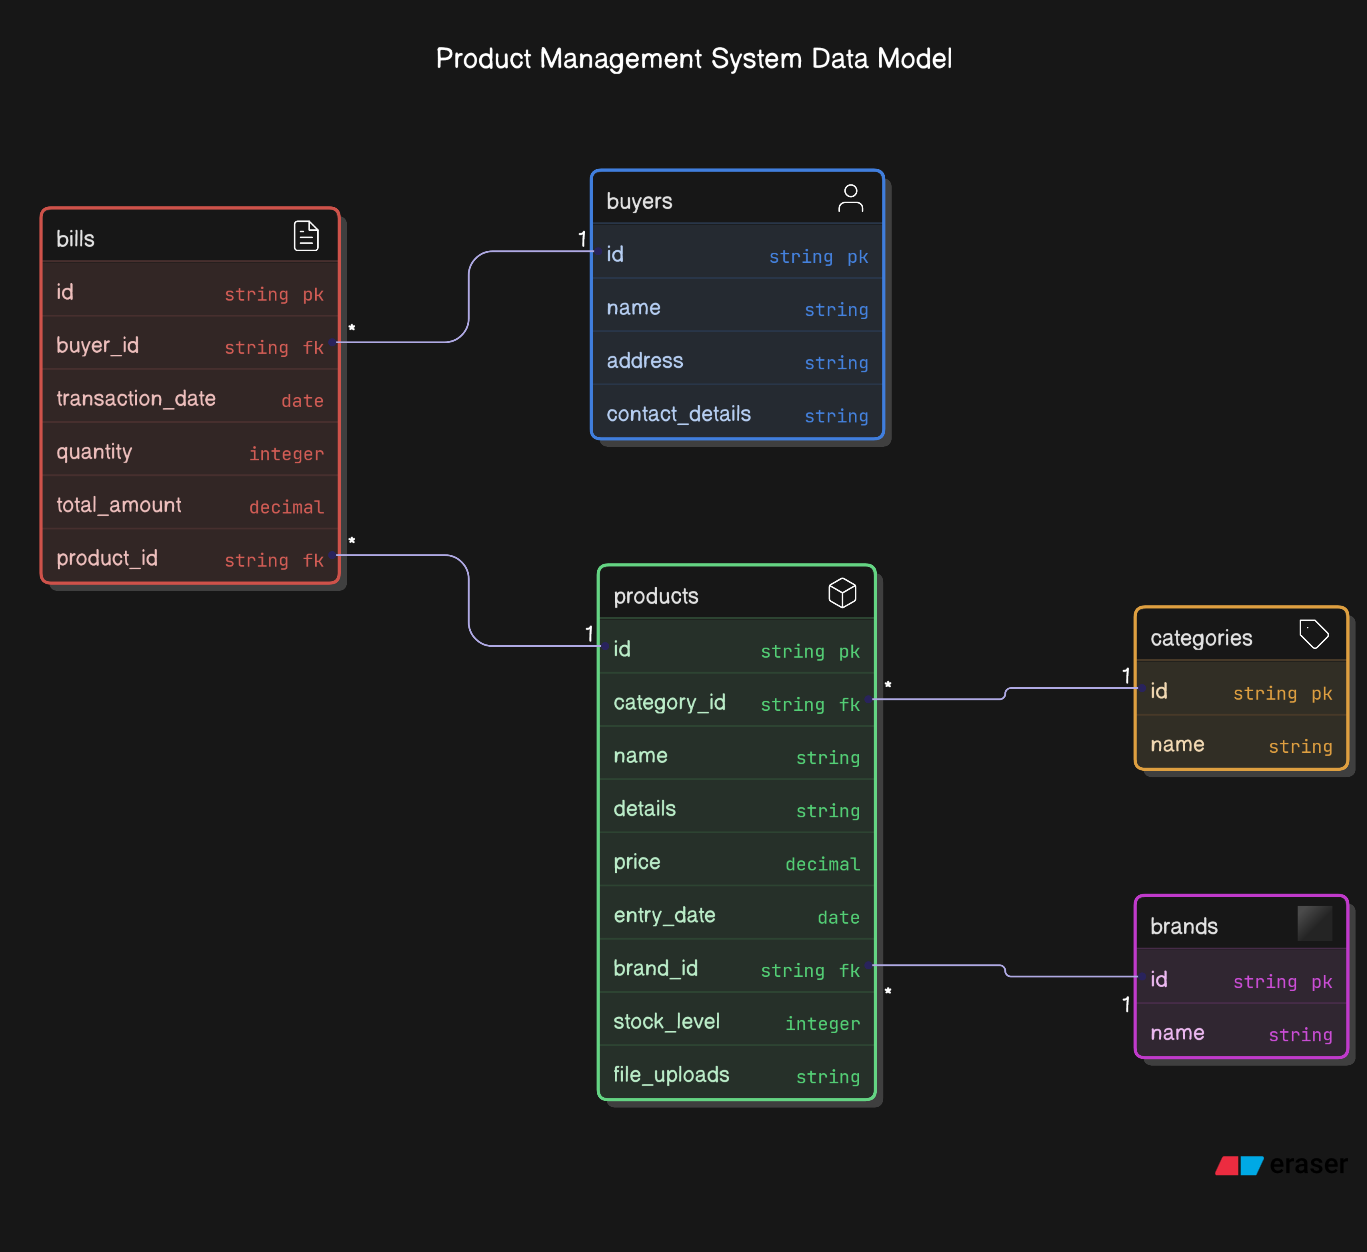 Product Management System Data Model
bills
id string pk
buyer_id string fk
transaction_date date
quantity integer
total_amount decimal
product_id string fk
*
*
1
buyers
id string pk
name string
address string
contact_details string
1
products
id string pk
category_id string fk
name string
details string
price decimal
entry_date date
brand_id string fk
stock_level integer
file_uploads string
*
*
1
categories
id string pk
name string
brands
id string pk
1
name string
eraser